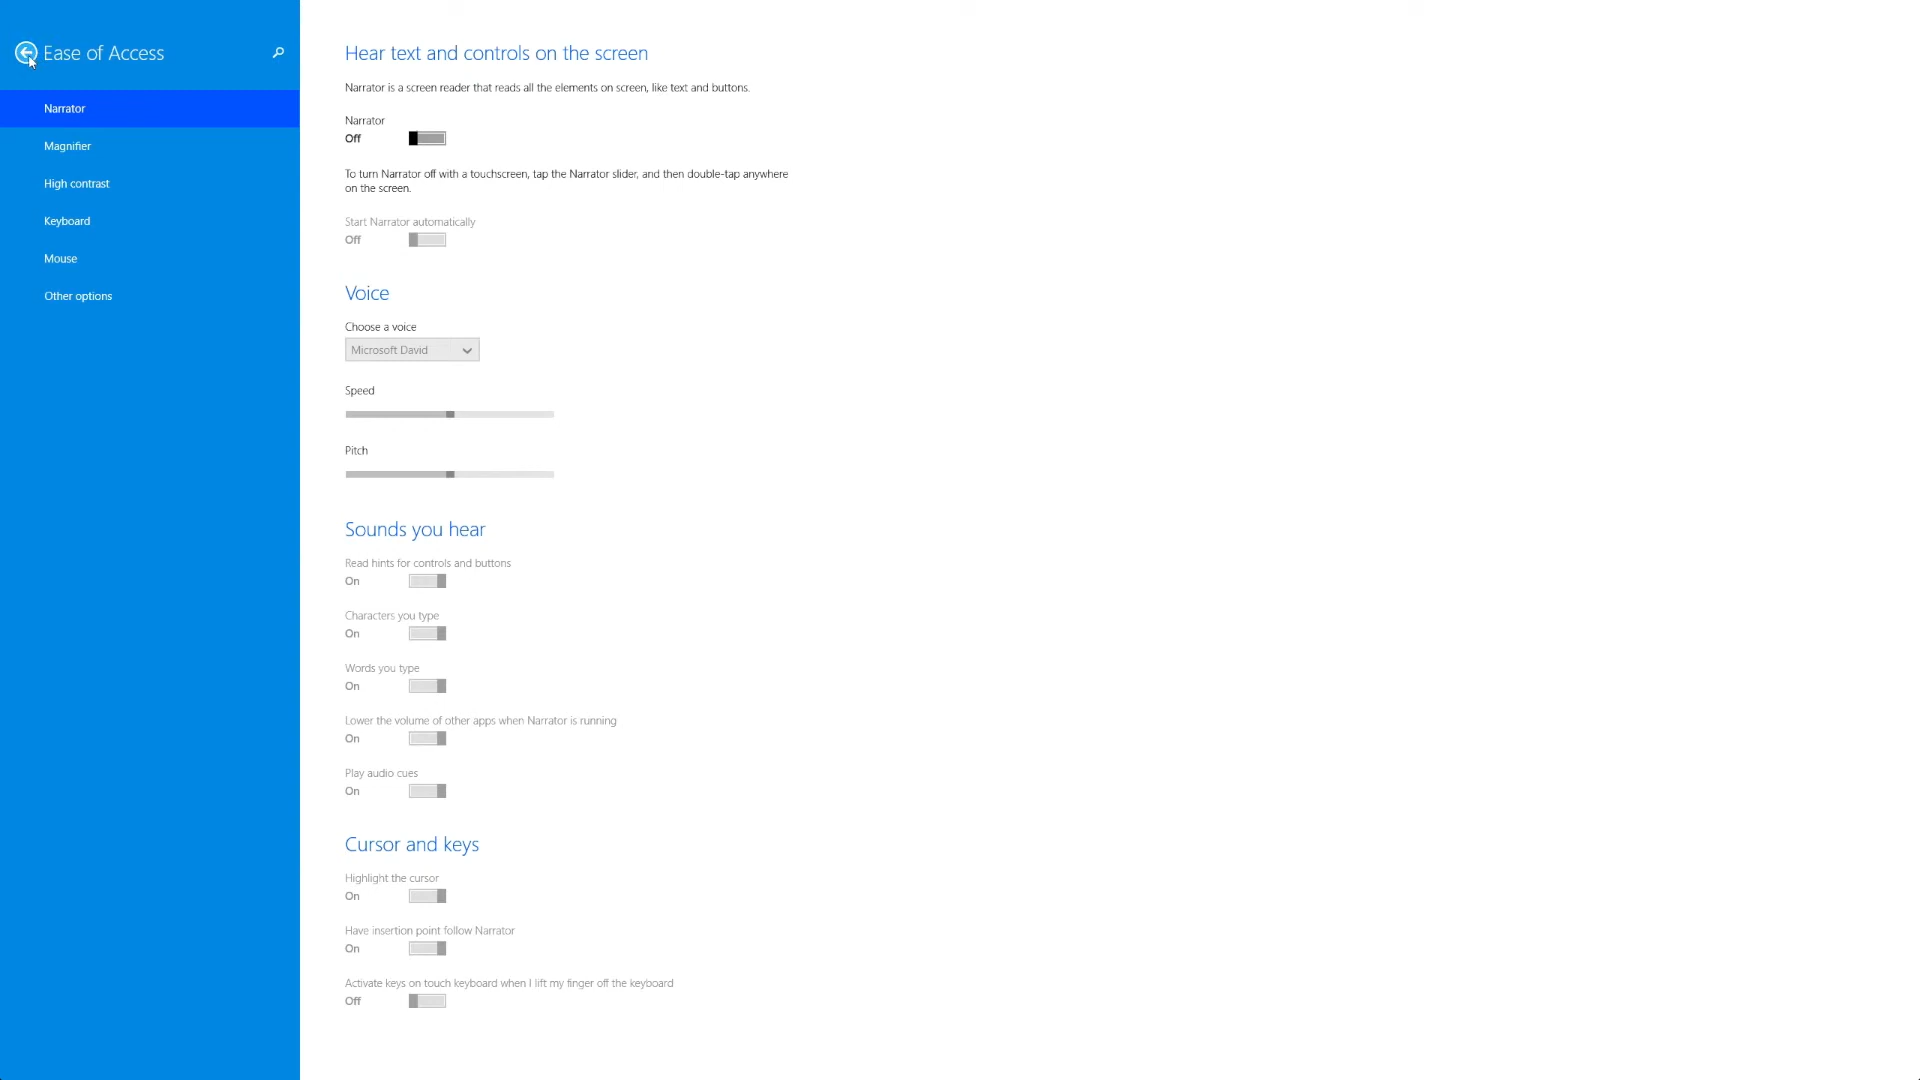 Ease of Access
Narrator
Magnifier
High contrast
Keyboard
Mouse
Other options
Hear text and controls on the screen
Narrator is a screen reader that reads all the elements on screen, like text and buttons.
Narrator
Off
To turn Narrator off with a touchscreen, tap the Narrator slider, and then double-tap anywhere
on the screen.
Start Narrator automatically
Off
Voice
Choose a voice
Microsoft David
Speed
Pitch
Sounds you hear
Read hints for controls and buttons
On
Characters you type
On
Words you type
On
Lower the volume of other apps when Narrator is running
On
Play audio cues
On
Cursor and keys
Highlight the cursor
On
Have insertion point follow Narrator
On
Activate keys on touch keyboard when I lift my finger off the keyboard
Off